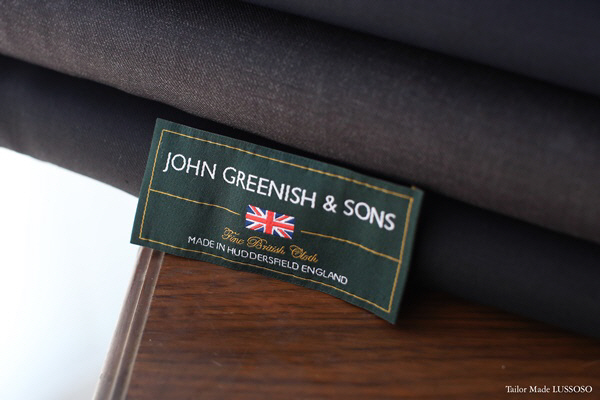 JOHN GREENISH & SONS
Fine British Cloth
MADE IN HUDDERSFIELD ENGLAND
Tailor Made LUSSOSO